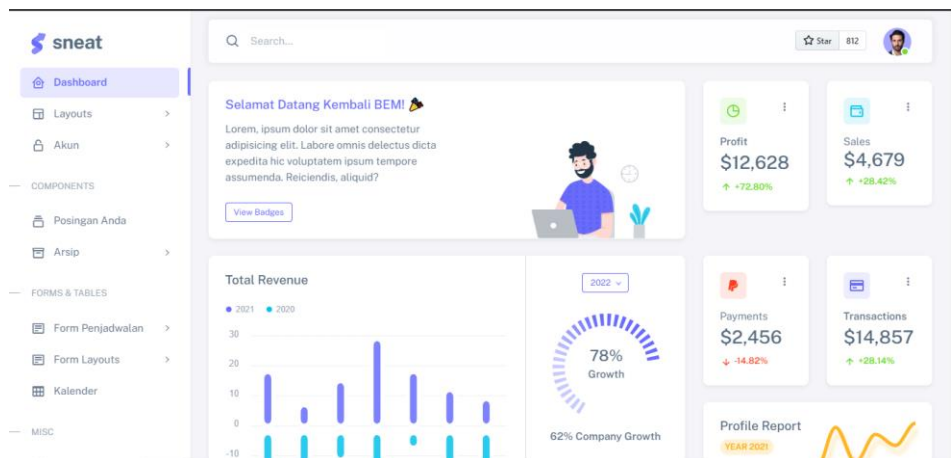 sneat
Dashboard
Layouts
Akun
COMPONENTS
Posingan Anda
Arsip
FORMS & TABLES
Form Penjadwalan
Form Layouts
Kalender
MISC
Search...
Star 812
Selamat Datang Kembali BEM! 🎉
Lorem, ipsum dolor sit amet consectetur
adipisicing elit. Labore omnis delectus dicta
expedita hic voluptatem ipsum tempore
assumenda. Reiciendis, aliquid?
View Badges
Profit
$12,628
+72.80%
Sales
$4,679
+28.42%
Total Revenue
2021 2020
30
20
10
0
-10
2022
78%
Growth
62% Company Growth
Payments
$2,456
-14.82%
Transactions
$14,857
+28.14%
Profile Report
YEAR 2021